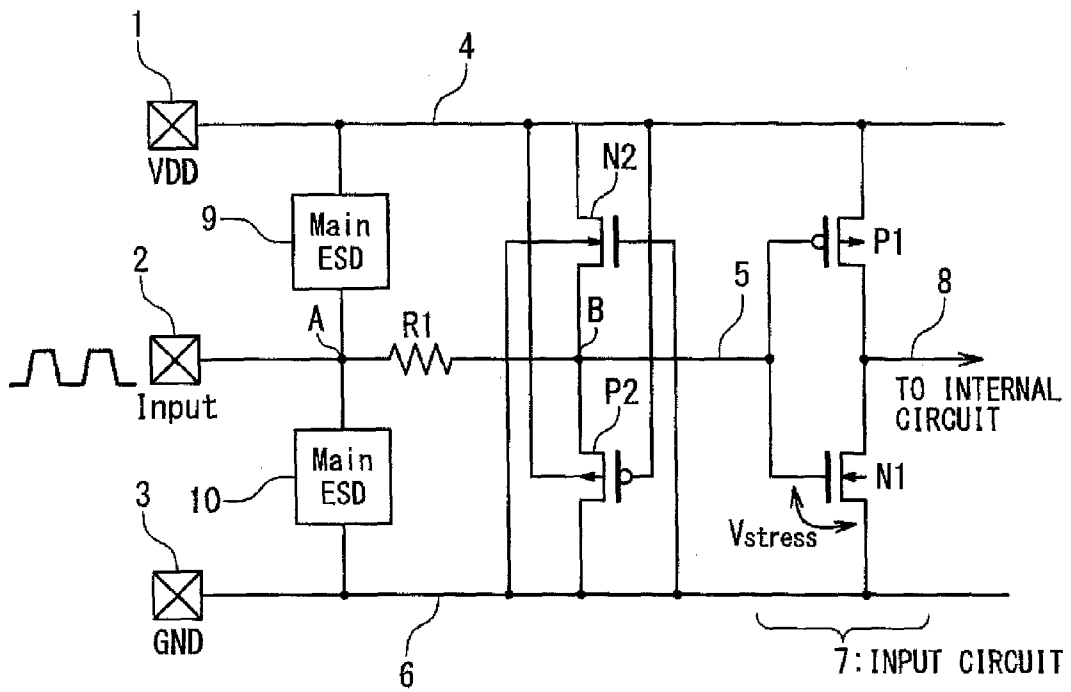 1
4
VDD
N2
9
Main
ESD
P1
2
A
R1
B
5
8
Input
TO INTERNAL
CIRCUIT
P2
10
Main
ESD
N1
3
Vstress
GND
6
7:INPUT CIRCUIT